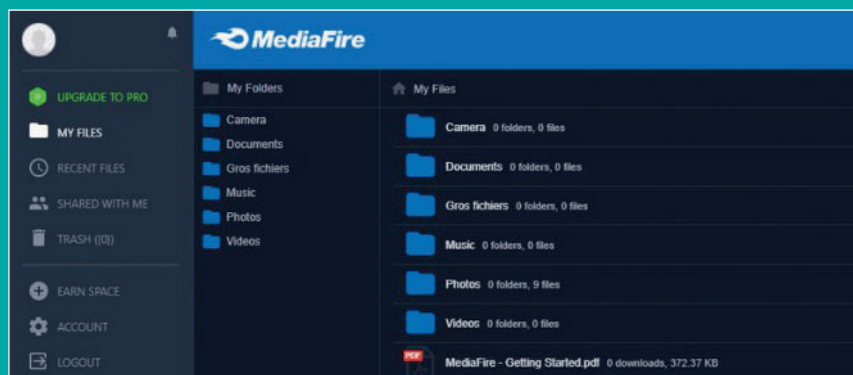 MediaFire
UPGRADE TO PRO
MY FILES
RECENT FILES
SHARED WITH ME
TRASH ((0))
EARN SPACE
ACCOUNT
LOGOUT
My Folders
Camera
Documents
Gros fichiers
Music
Photos
Videos
My Files
Camera 0 folders, 0 files
Documents 0 folders, 0 files
Gros fichiers 0 folders, 0 files
Music 0 folders, 0 files
Photos 0 folders, 9 files
Videos 0 folders, 0 files
PDF
MediaFire - Getting Started.pdf 0 downloads, 372.37 KB